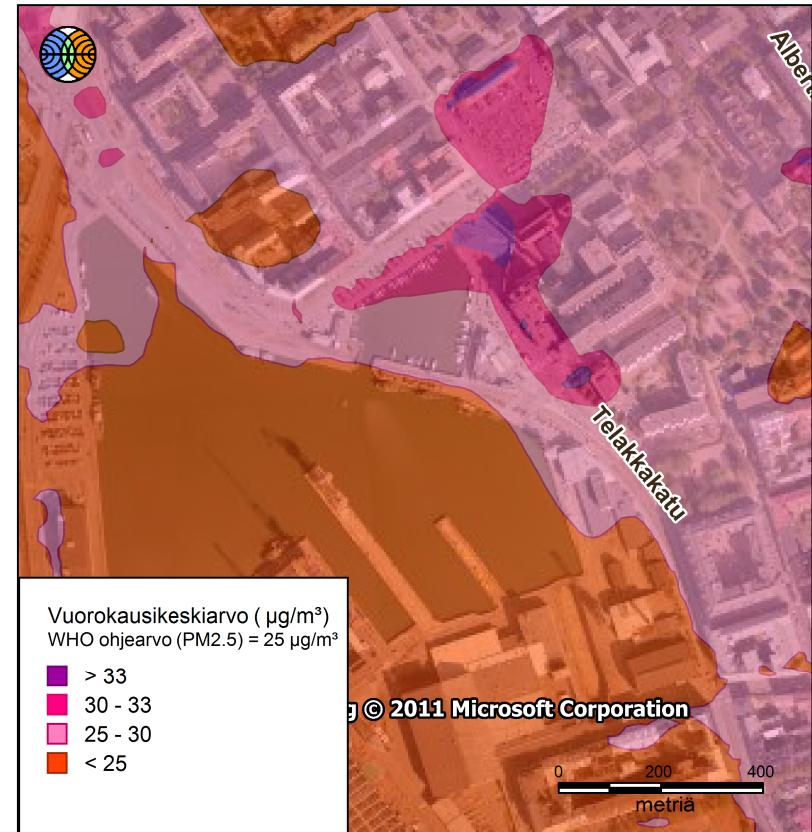 Albert
Telakkakatu
Vuorokausikeskiarvo ( µg/m³)
WHO ohjearvo (PM2.5) = 25 µg/m³
> 33
30 - 33
25 - 30
< 25
g © 2011 Microsoft Corporation
0 200 400
metriä